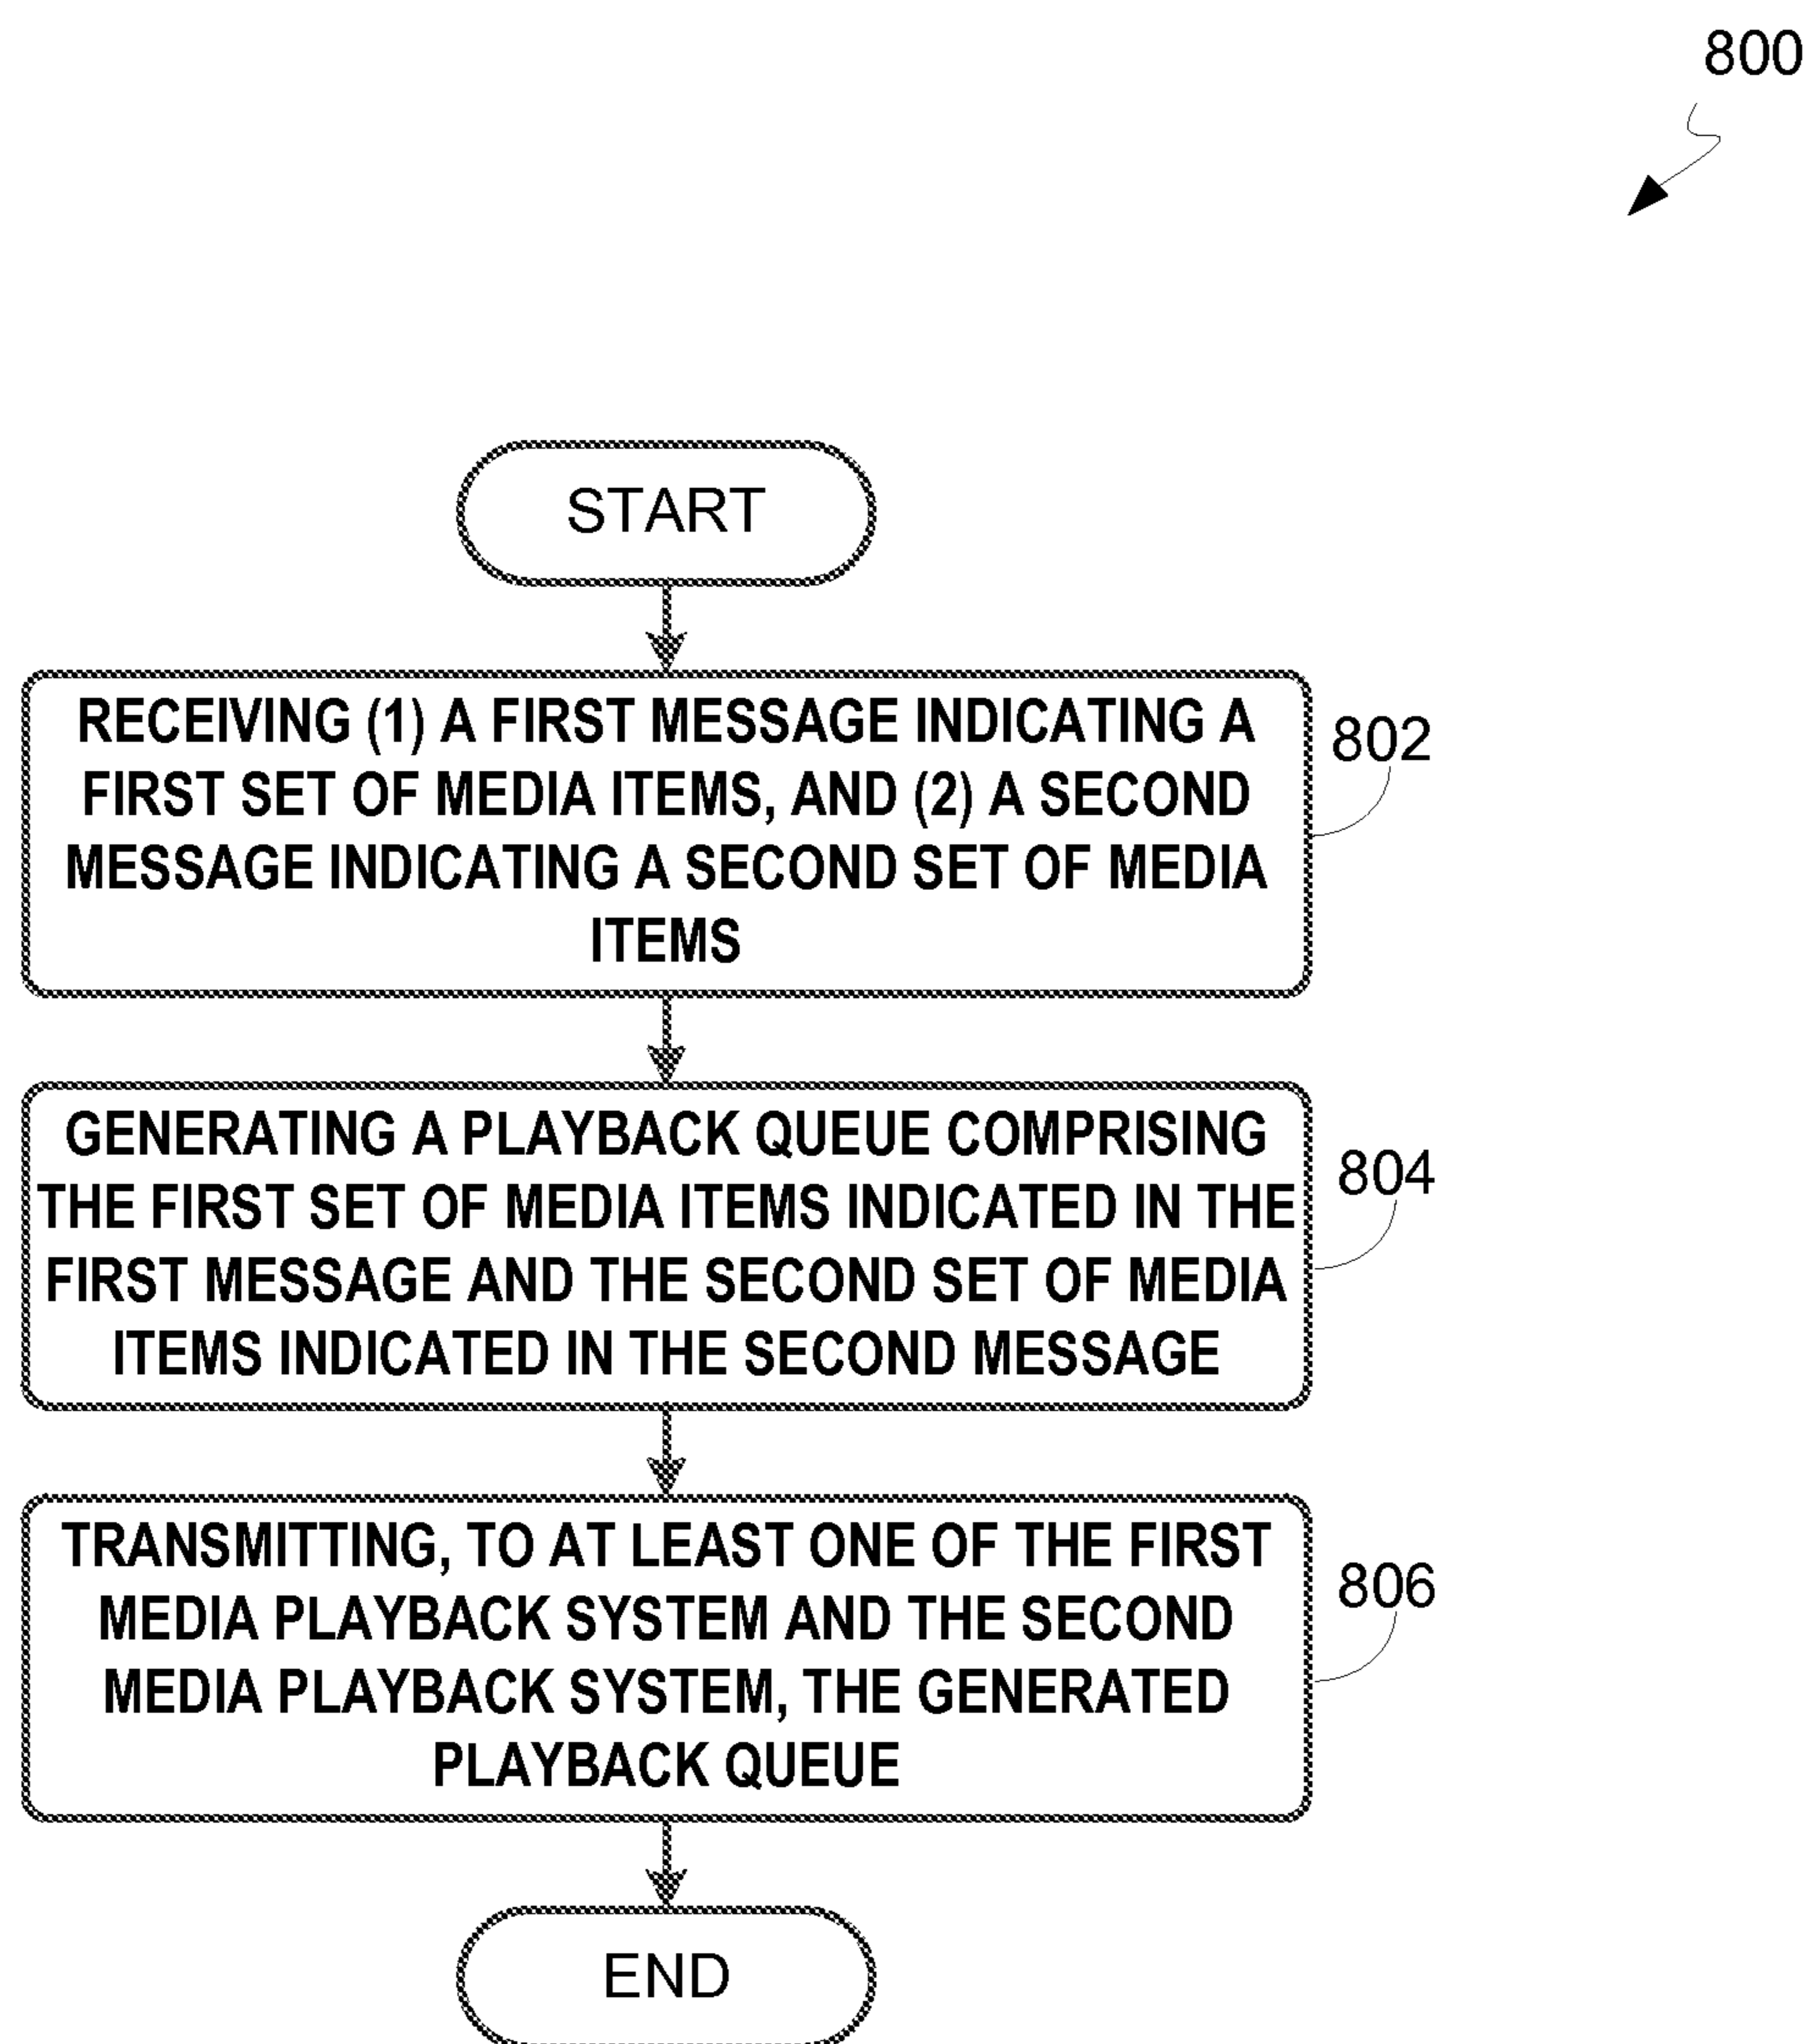 800
START
RECEIVING (1) A FIRST MESSAGE INDICATING A
FIRST SET OF MEDIA ITEMS, AND (2) A SECOND
MESSAGE INDICATING A SECOND SET OF MEDIA
ITEMS
802
GENERATING A PLAYBACK QUEUE COMPRISING
THE FIRST SET OF MEDIA ITEMS INDICATED IN THE
FIRST MESSAGE AND THE SECOND SET OF MEDIA
ITEMS INDICATED IN THE SECOND MESSAGE
804
TRANSMITTING, TO AT LEAST ONE OF THE FIRST
MEDIA PLAYBACK SYSTEM AND THE SECOND
MEDIA PLAYBACK SYSTEM, THE GENERATED
PLAYBACK QUEUE
806
END